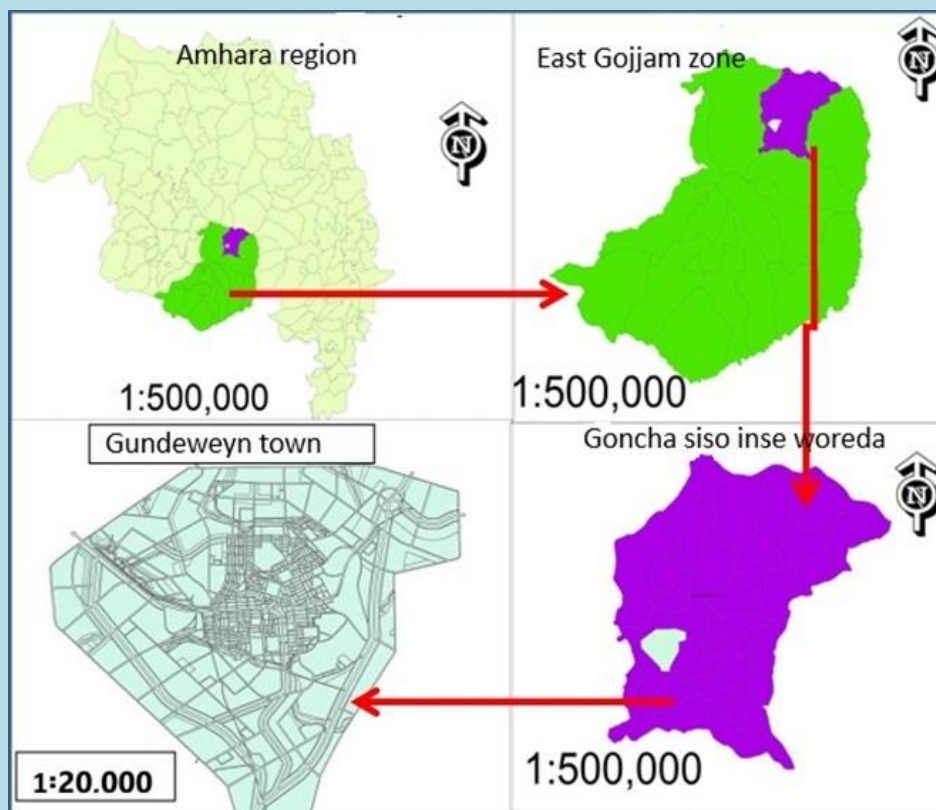 Amhara region
N
1:500,000
East Gojjam zone
N
1:500,000
Gundeweyn town
1:20.000
Goncha siso inse woreda
N
1:500,000